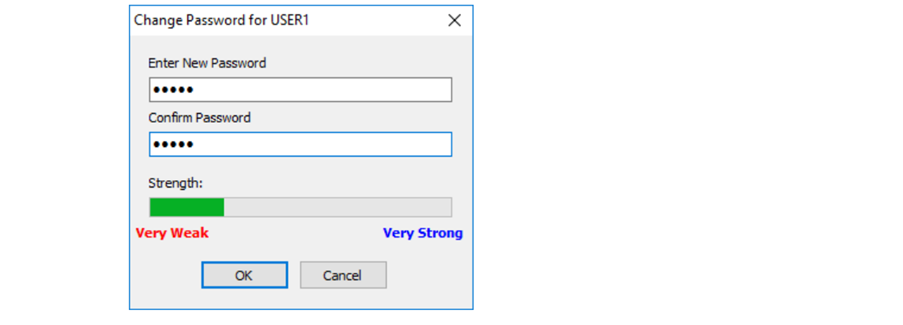 Change Password for USER1
Enter New Password
•••••
Confirm Password
•••••
Strength:
Very Weak Very Strong
OK Cancel